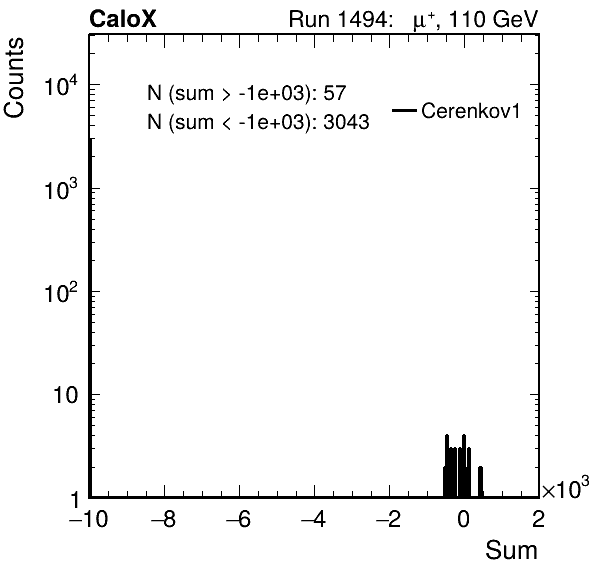 CaloX Run 1494: μ⁺, 110 GeV
Counts
N (sum > -1e+03): 57
N (sum < -1e+03): 3043
Cerenkov1
10⁴
10³
10²
10
1
−10 −8 −6 −4 −2 0 2
×10³
Sum